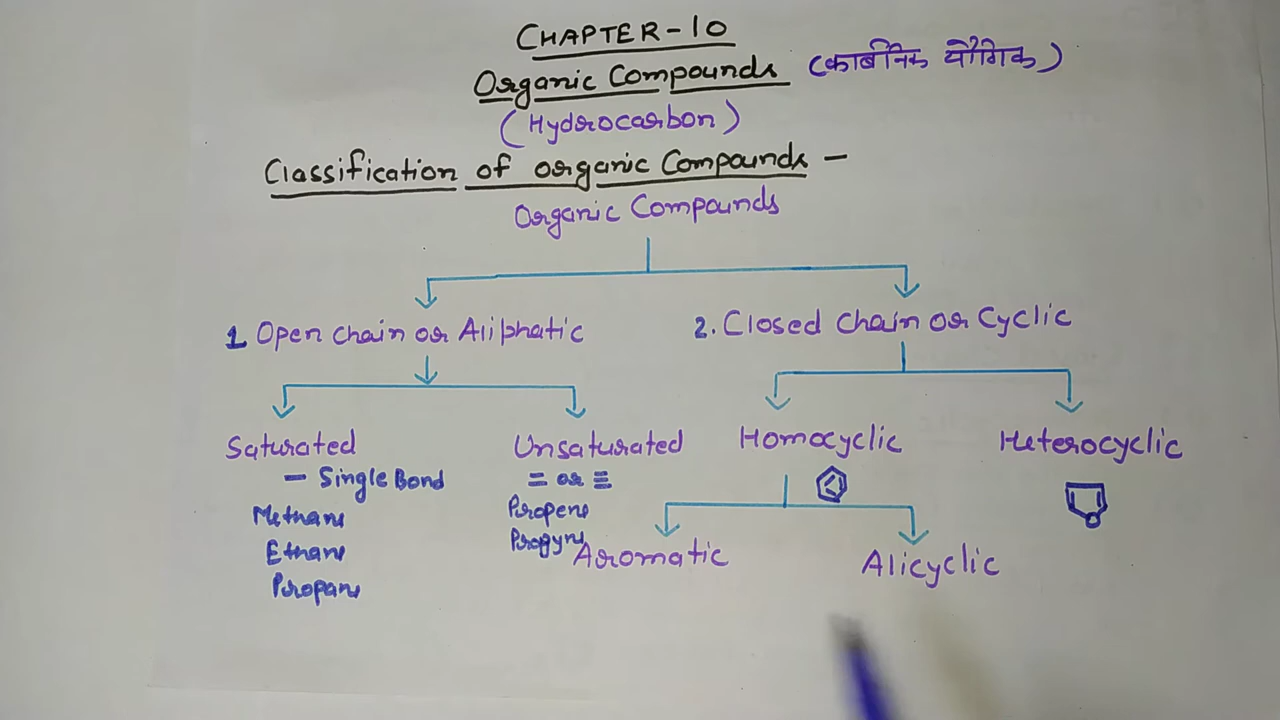 CHAPTER-10
Organic Compounds (कार्बनिक यौगिक)
(Hydrocarbon)
Classification of organic Compounds –
Organic Compounds
1. Open chain or Aliphatic
2. Closed chain or Cyclic
Saturated
– Single Bond
Methane
Ethane
Propane
Unsaturated
= or ≡
Propene
Propyne
Homocyclic
Heterocyclic
Aromatic
Alicyclic